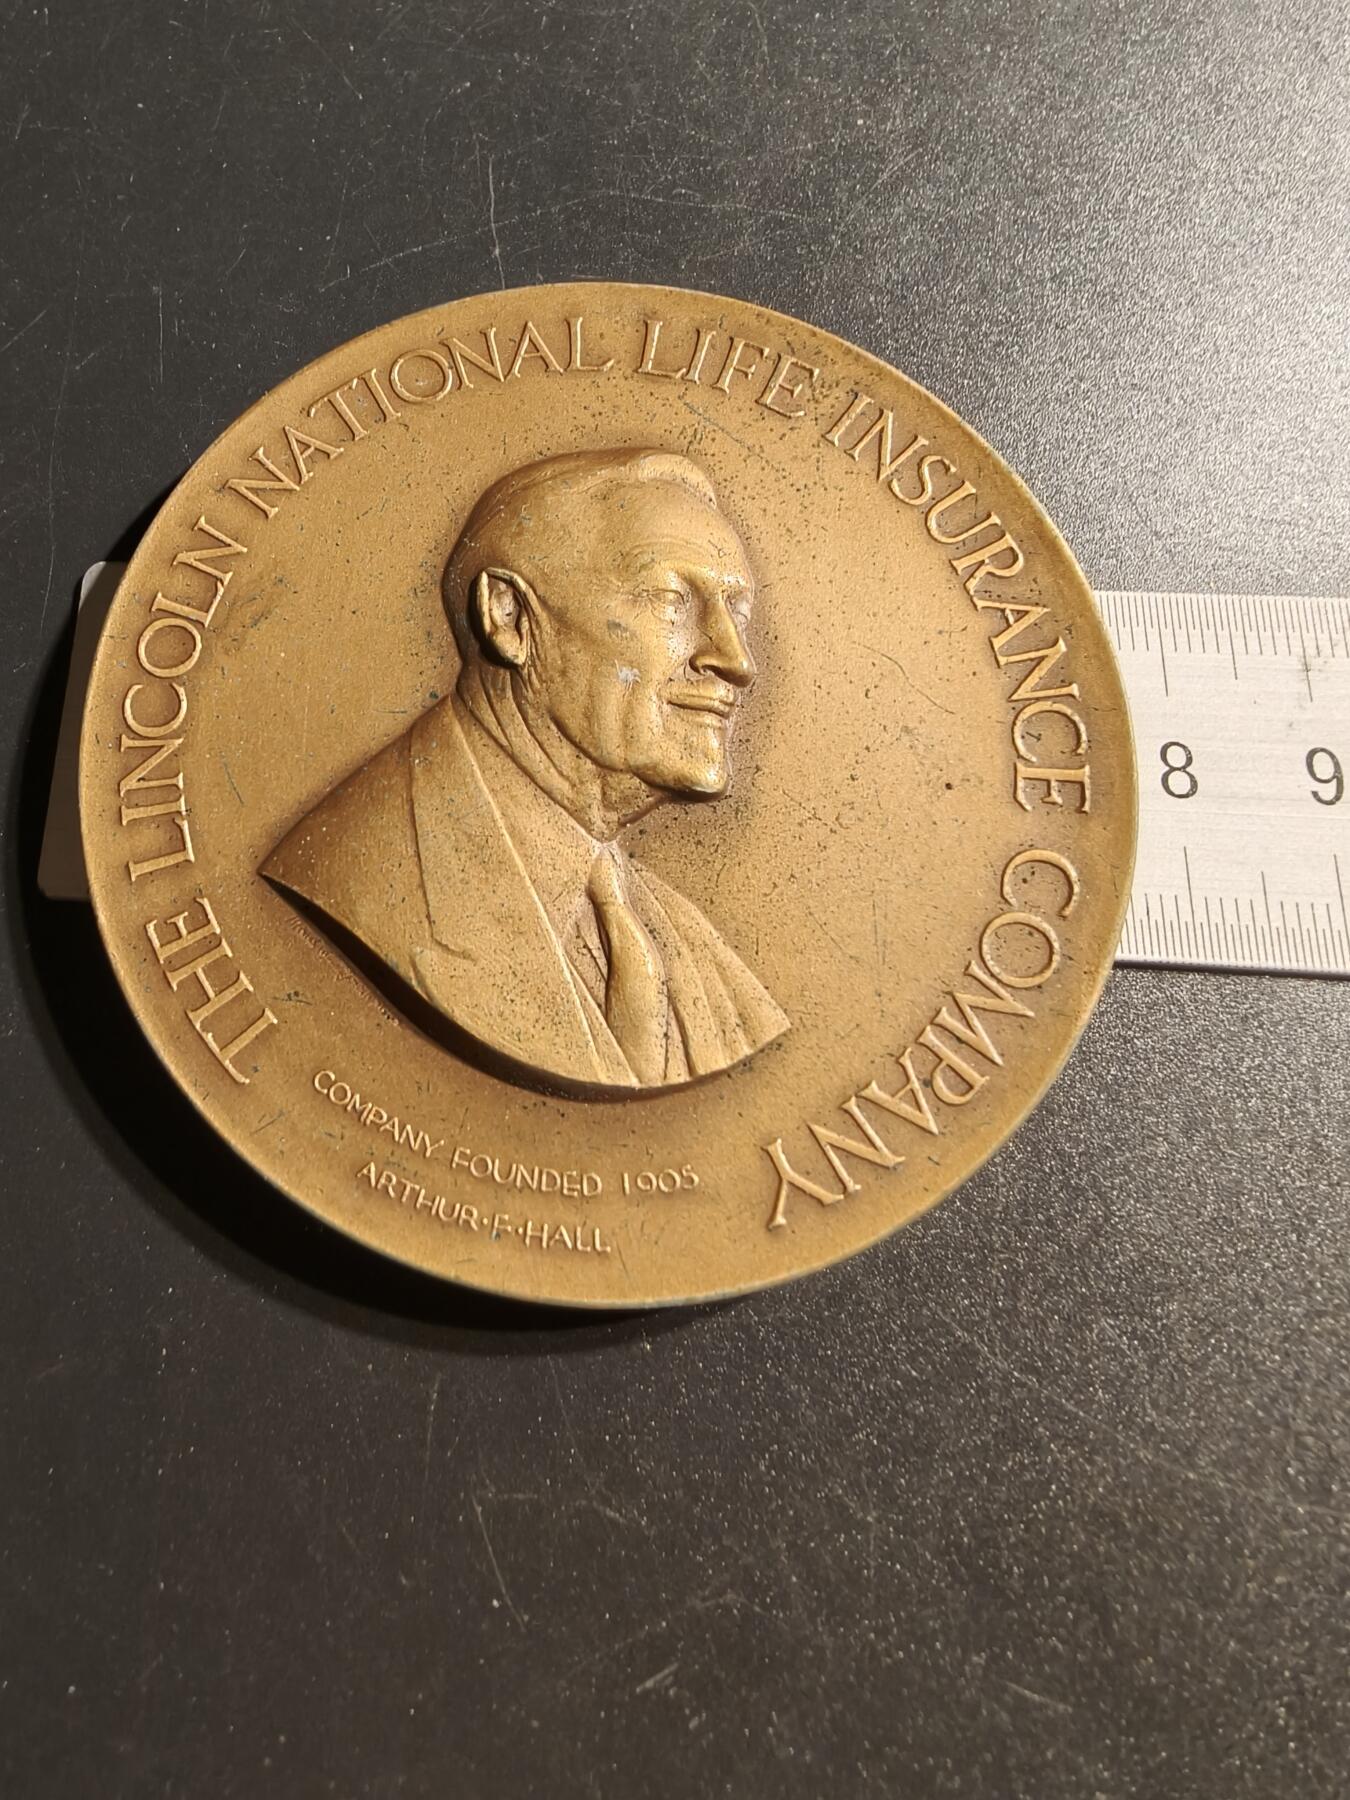 THE LINCOLN NATIONAL LIFE INSURANCE COMPANY
COMPANY FOUNDED 1905
ARTHUR·F·HALL
8 9